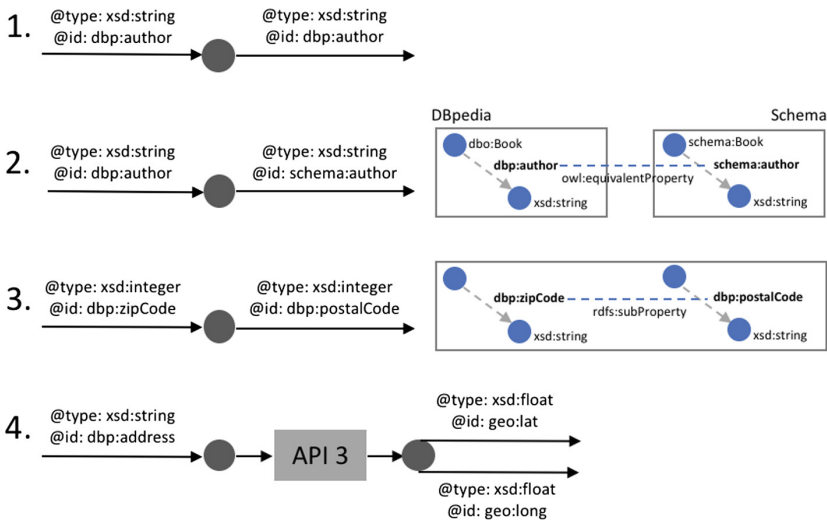 1.
@type: xsd:string
@id: dbp:author
@type: xsd:string
@id: dbp:author
2.
@type: xsd:string
@id: dbp:author
@type: xsd:string
@id: schema:author
DBpedia
Schema
dbo:Book
dbp:author
xsd:string
owl:equivalentProperty
schema:Book
schema:author
xsd:string
3.
@type: xsd:integer
@id: dbp:zipCode
@type: xsd:integer
@id: dbp:postalCode
dbp:zipCode
xsd:string
rdfs:subProperty
dbp:postalCode
xsd:string
4.
@type: xsd:string
@id: dbp:address
API 3
@type: xsd:float
@id: geo:lat
@type: xsd:float
@id: geo:long